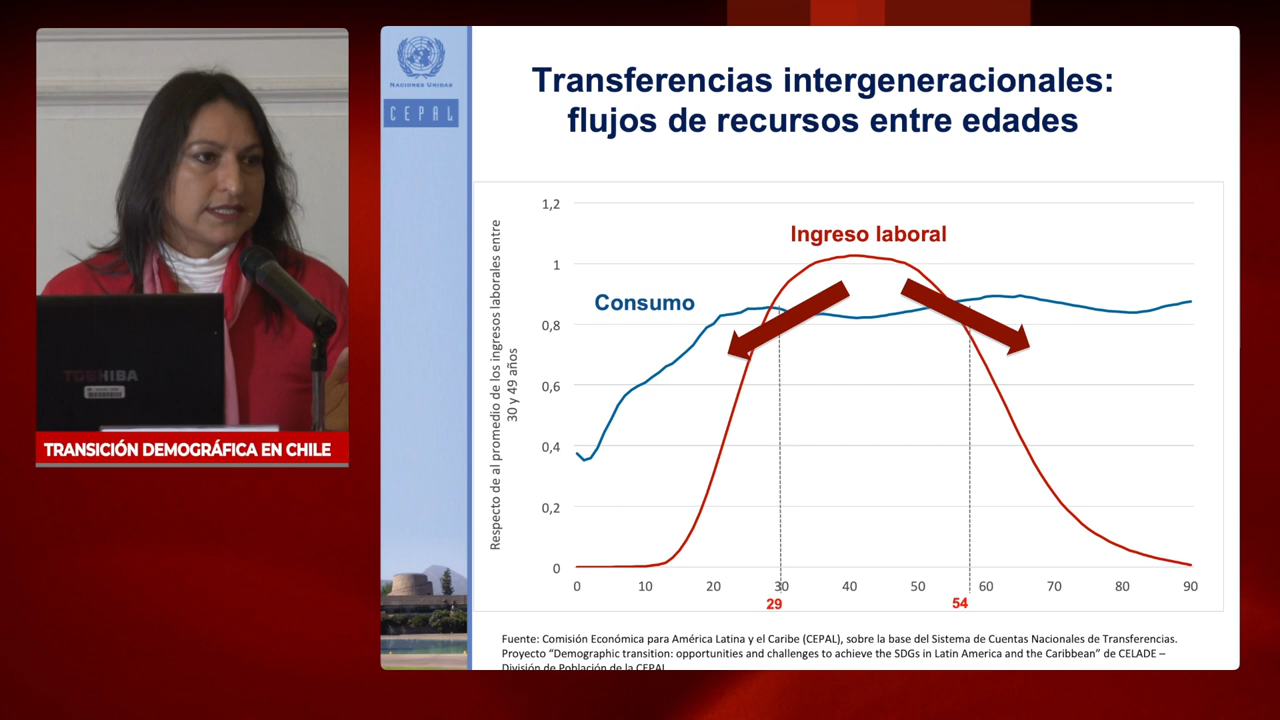 NACIONES UNIDAS
CEPAL
Transferencias intergeneracionales:
flujos de recursos entre edades
Respecto de al promedio de los ingresos laborales entre
30 y 49 años
1,2
1
0,8
0,6
0,4
0,2
0
Ingreso laboral
Consumo
0 10 20 30 40 50 60 70 80 90
29 54
Fuente: Comisión Económica para América Latina y el Caribe (CEPAL), sobre la base del Sistema de Cuentas Nacionales de Transferencias.
Proyecto “Demographic transition: opportunities and challenges to achieve the SDGs in Latin America and the Caribbean” de CELADE –
División de Población de la CEPAL
TOSHIBA
TRANSICIÓN DEMOGRÁFICA EN CHILE